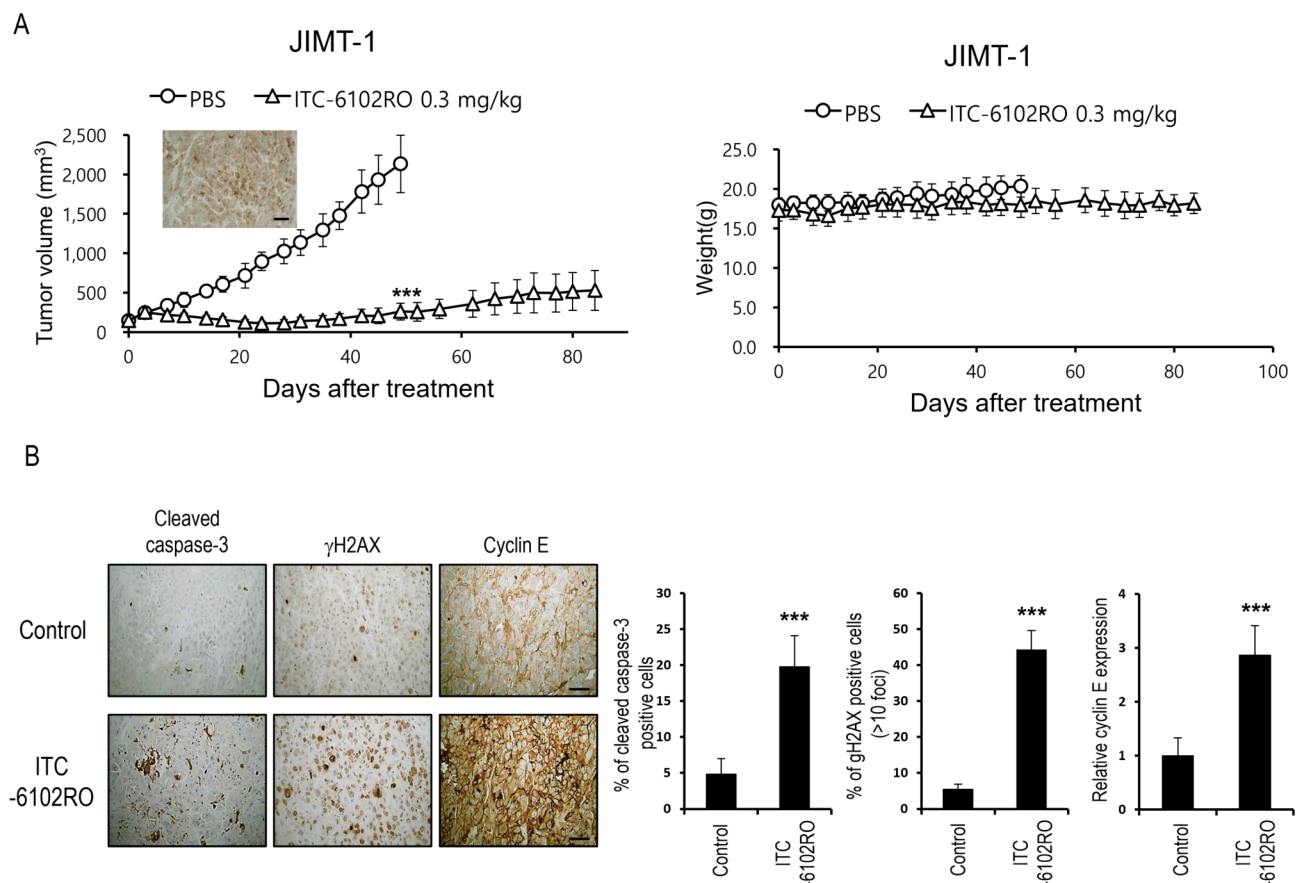 A
JIMT-1
PBS ITC-6102RO 0.3 mg/kg
Tumor volume (mm³)
2,500
2,000
1,500
1,000
500
0
***
0 20 40 60 80
Days after treatment
JIMT-1
PBS ITC-6102RO 0.3 mg/kg
Weight(g)
25.0
20.0
15.0
10.0
5.0
0.0
0 20 40 60 80 100
Days after treatment
B
Cleaved
caspase-3
γH2AX
Cyclin E
Control
ITC
-6102RO
% of cleaved caspase-3
positive cells
30
25
20
15
10
5
0
***
Control
ITC
-6102RO
% of gH2AX positive cells
(>10 foci)
60
50
40
30
20
10
0
***
Control
ITC
-6102RO
Relative cyclin E expression
4
3
2
1
0
***
Control
ITC
-6102RO